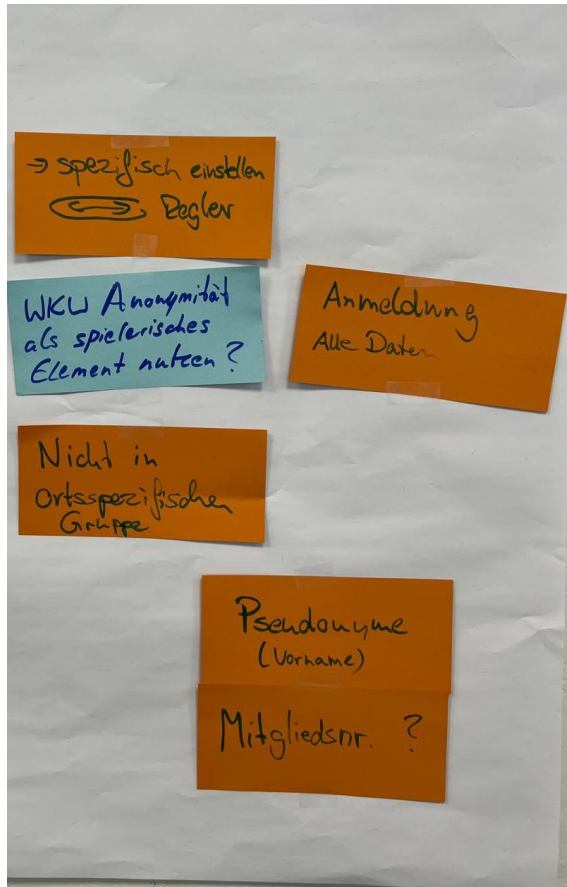 → spezifisch einstellen
Regler
WKW Anonymität
als spielerisches
Element nutzen?
Anmeldung
Alle Daten
Nicht in
ortsspezifischen
Gruppe
Pseudonyme
(Vorname)
Mitgliedsnr. ?